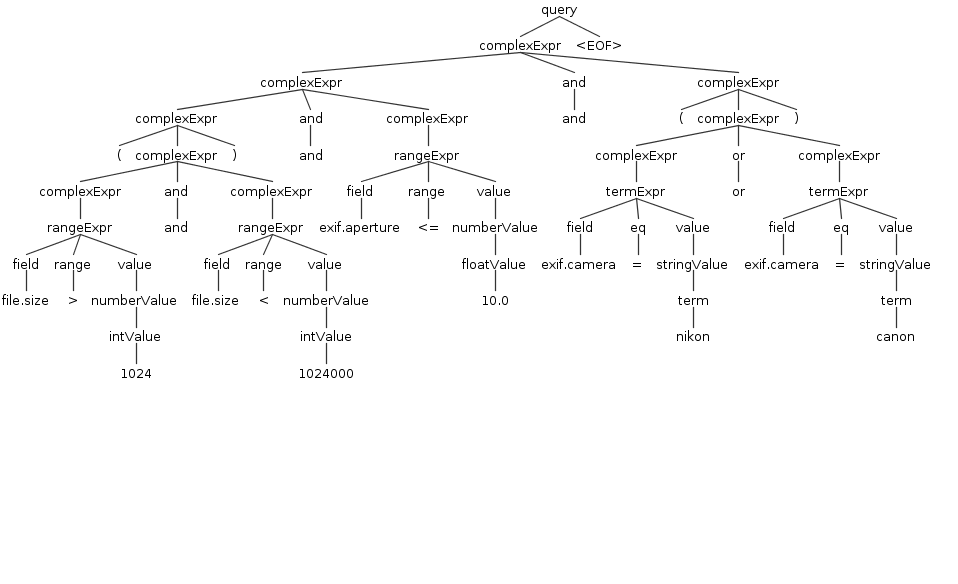 query
complexExpr <EOF>
complexExpr and complexExpr
complexExpr and complexExpr and ( complexExpr )
( complexExpr ) and rangeExpr complexExpr or complexExpr
complexExpr and complexExpr field range value termExpr or termExpr
rangeExpr and rangeExpr exif.aperture <= numberValue field eq value field eq value
field range value field range value floatValue exif.camera = stringValue exif.camera = stringValue
file.size > numberValue file.size < numberValue 10.0 term term
intValue intValue nikon canon
1024 1024000